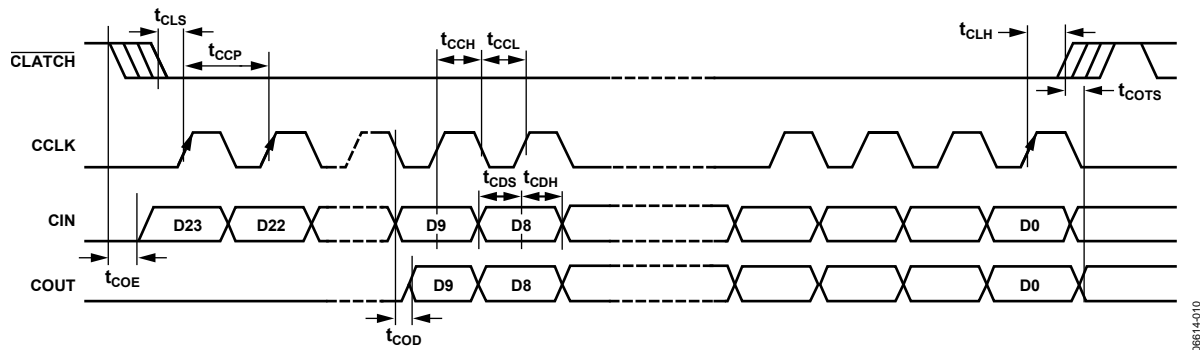 tCLS
tCCP
tCCH
tCCL
tCLH
CLATCH
tCOTS
CCLK
tCDS
tCDH
CIN
D23
D22
D9
D8
D0
tCOE
COUT
D9
D8
D0
tCOD
06614-010